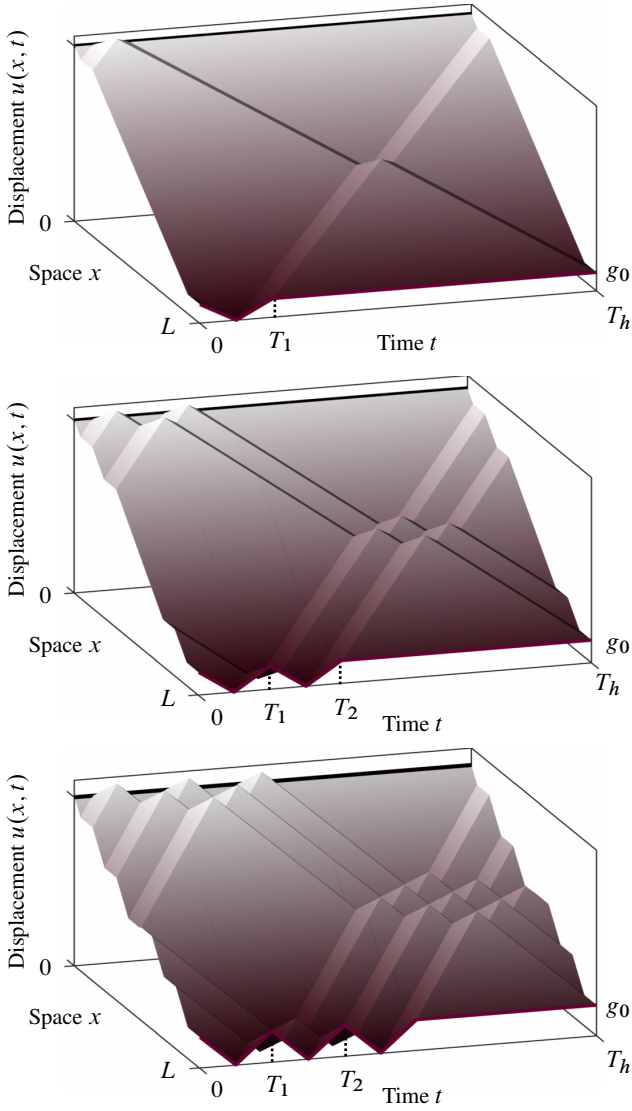 Displacement u(x, t)
0
Space x
L
0
T₁
Time t
g₀
Tₕ
Displacement u(x, t)
0
Space x
L
0
T₁
T₂
Time t
g₀
Tₕ
Displacement u(x, t)
0
Space x
L
0
T₁
T₂
Time t
g₀
Tₕ